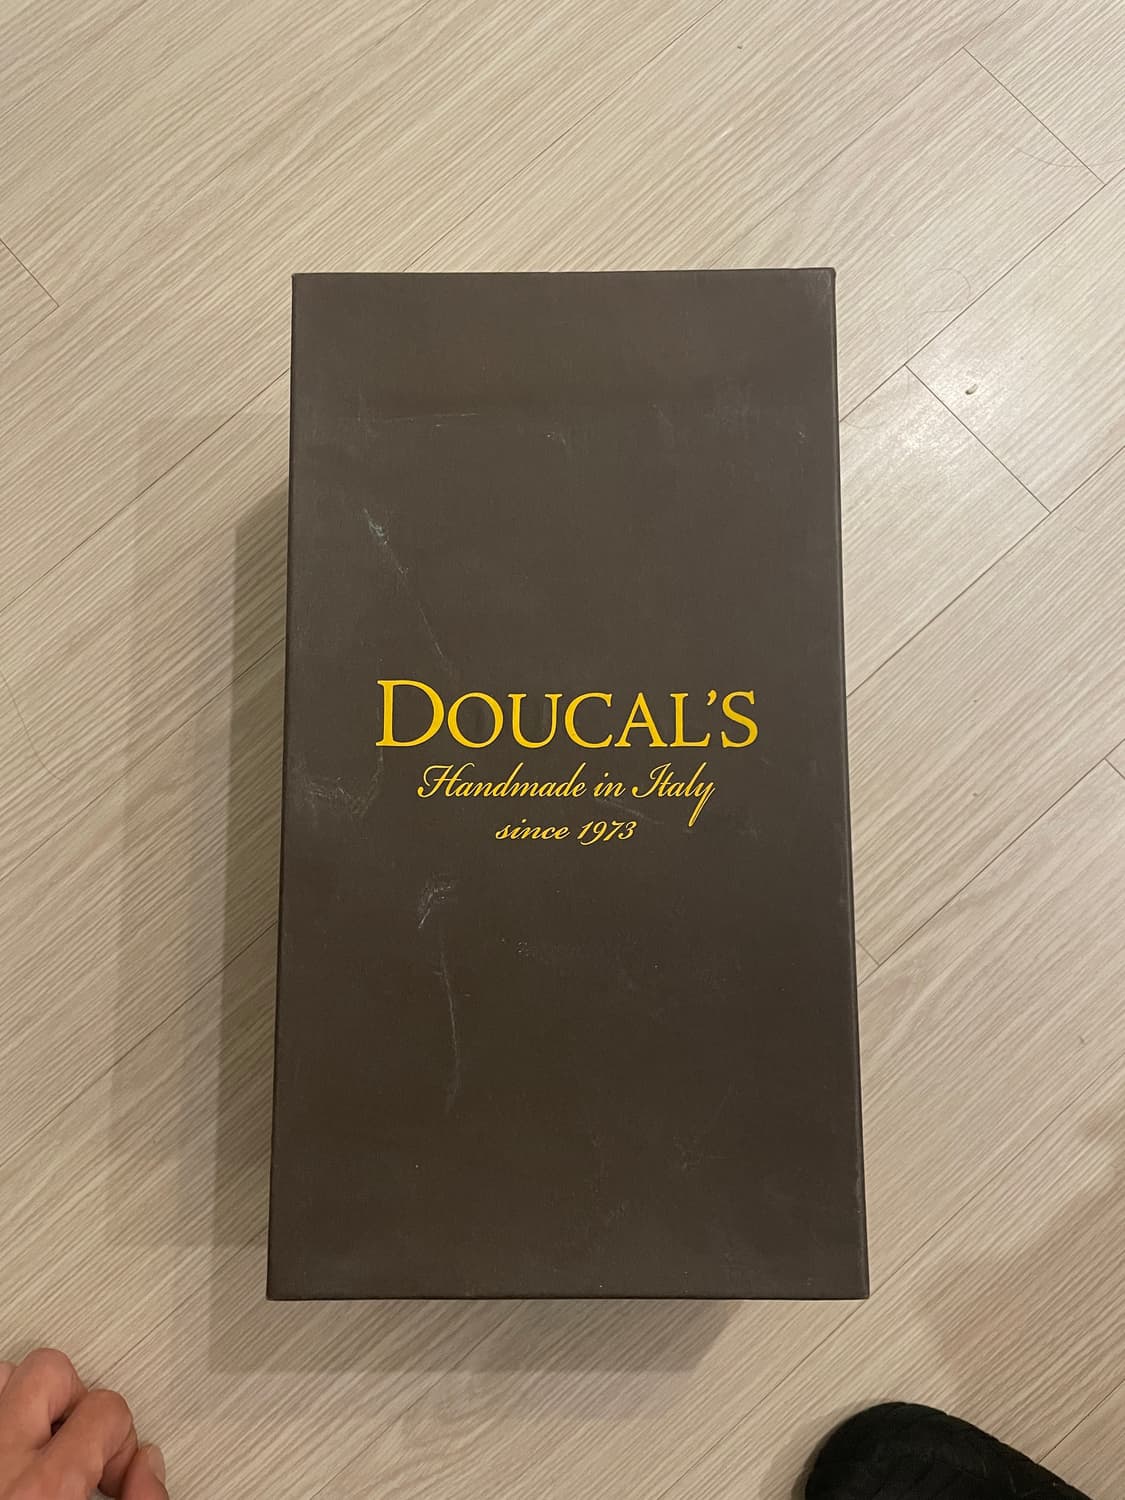 DOUCAL'S
Handmade in Italy
since 1973